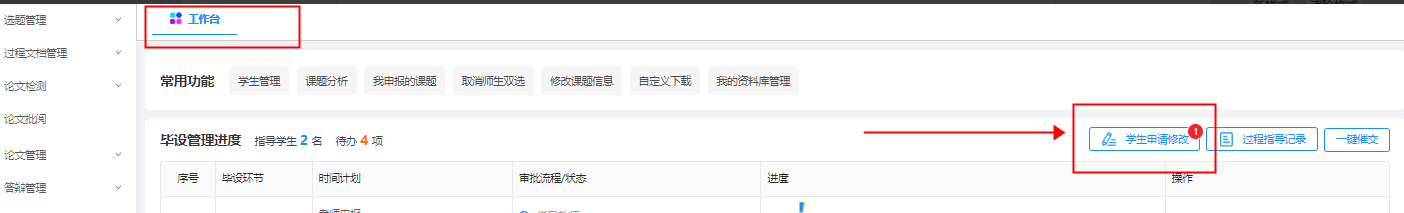 选题管理
过程文档管理
论文检测
论文批阅
论文管理
答辩管理
工作台
常用功能 学生管理 课题分析 我申报的课题 取消师生双选 修改课题信息 自定义下载 我的资料库管理
毕设管理进度 指导学生 2 名 待办 4 项 学生申请修改 1 过程指导记录 一键催交
序号 毕设环节 时间计划 审批流程/状态 进度 操作